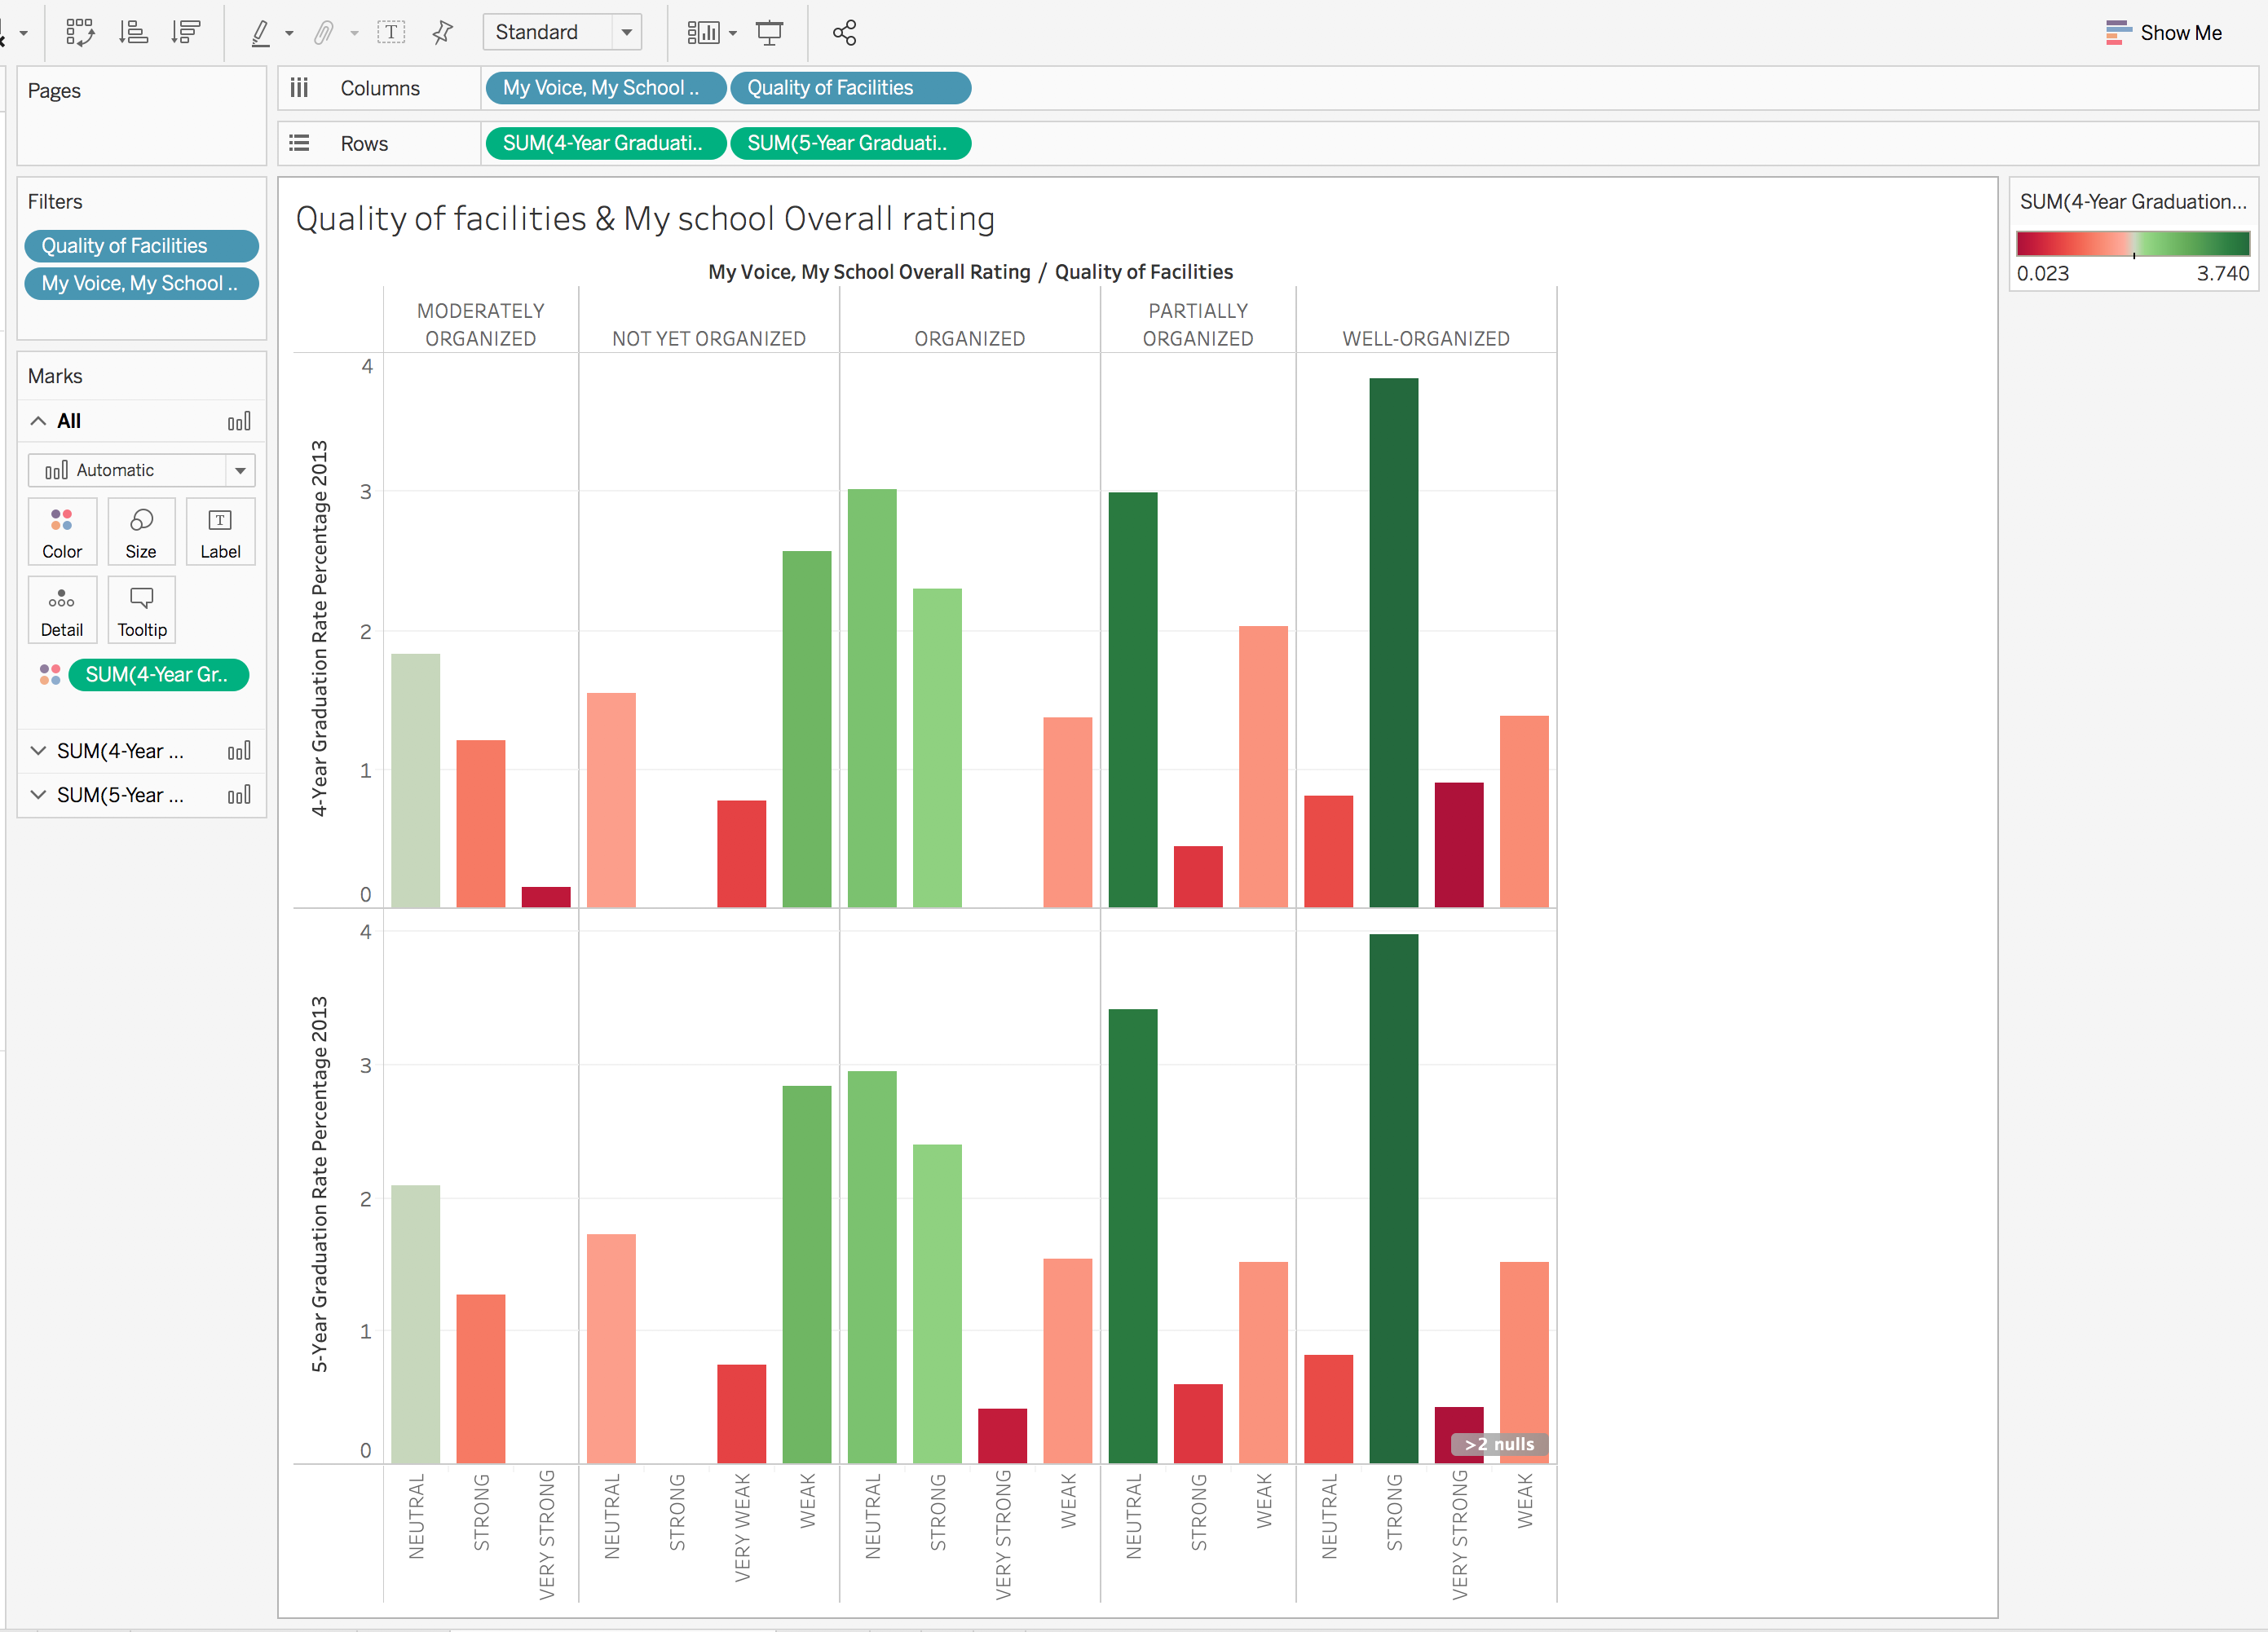 Standard
Show Me
Pages
Columns
My Voice, My School ..
Quality of Facilities
Rows
SUM(4-Year Graduati..
SUM(5-Year Graduati..
Filters
Quality of Facilities
My Voice, My School ..
Marks
All
Automatic
Color
Size
Label
Detail
Tooltip
SUM(4-Year Gr..
SUM(4-Year ...
SUM(5-Year ...
Quality of facilities & My school Overall rating
My Voice, My School Overall Rating / Quality of Facilities
MODERATELY
ORGANIZED
NOT YET ORGANIZED
ORGANIZED
PARTIALLY
ORGANIZED
WELL-ORGANIZED
4-Year Graduation Rate Percentage 2013
4
3
2
1
0
5-Year Graduation Rate Percentage 2013
4
3
2
1
0
>2 nulls
NEUTRAL
STRONG
VERY STRONG
NEUTRAL
STRONG
VERY WEAK
WEAK
NEUTRAL
STRONG
VERY STRONG
WEAK
NEUTRAL
STRONG
WEAK
NEUTRAL
STRONG
VERY STRONG
WEAK
SUM(4-Year Graduation...
0.023
3.740